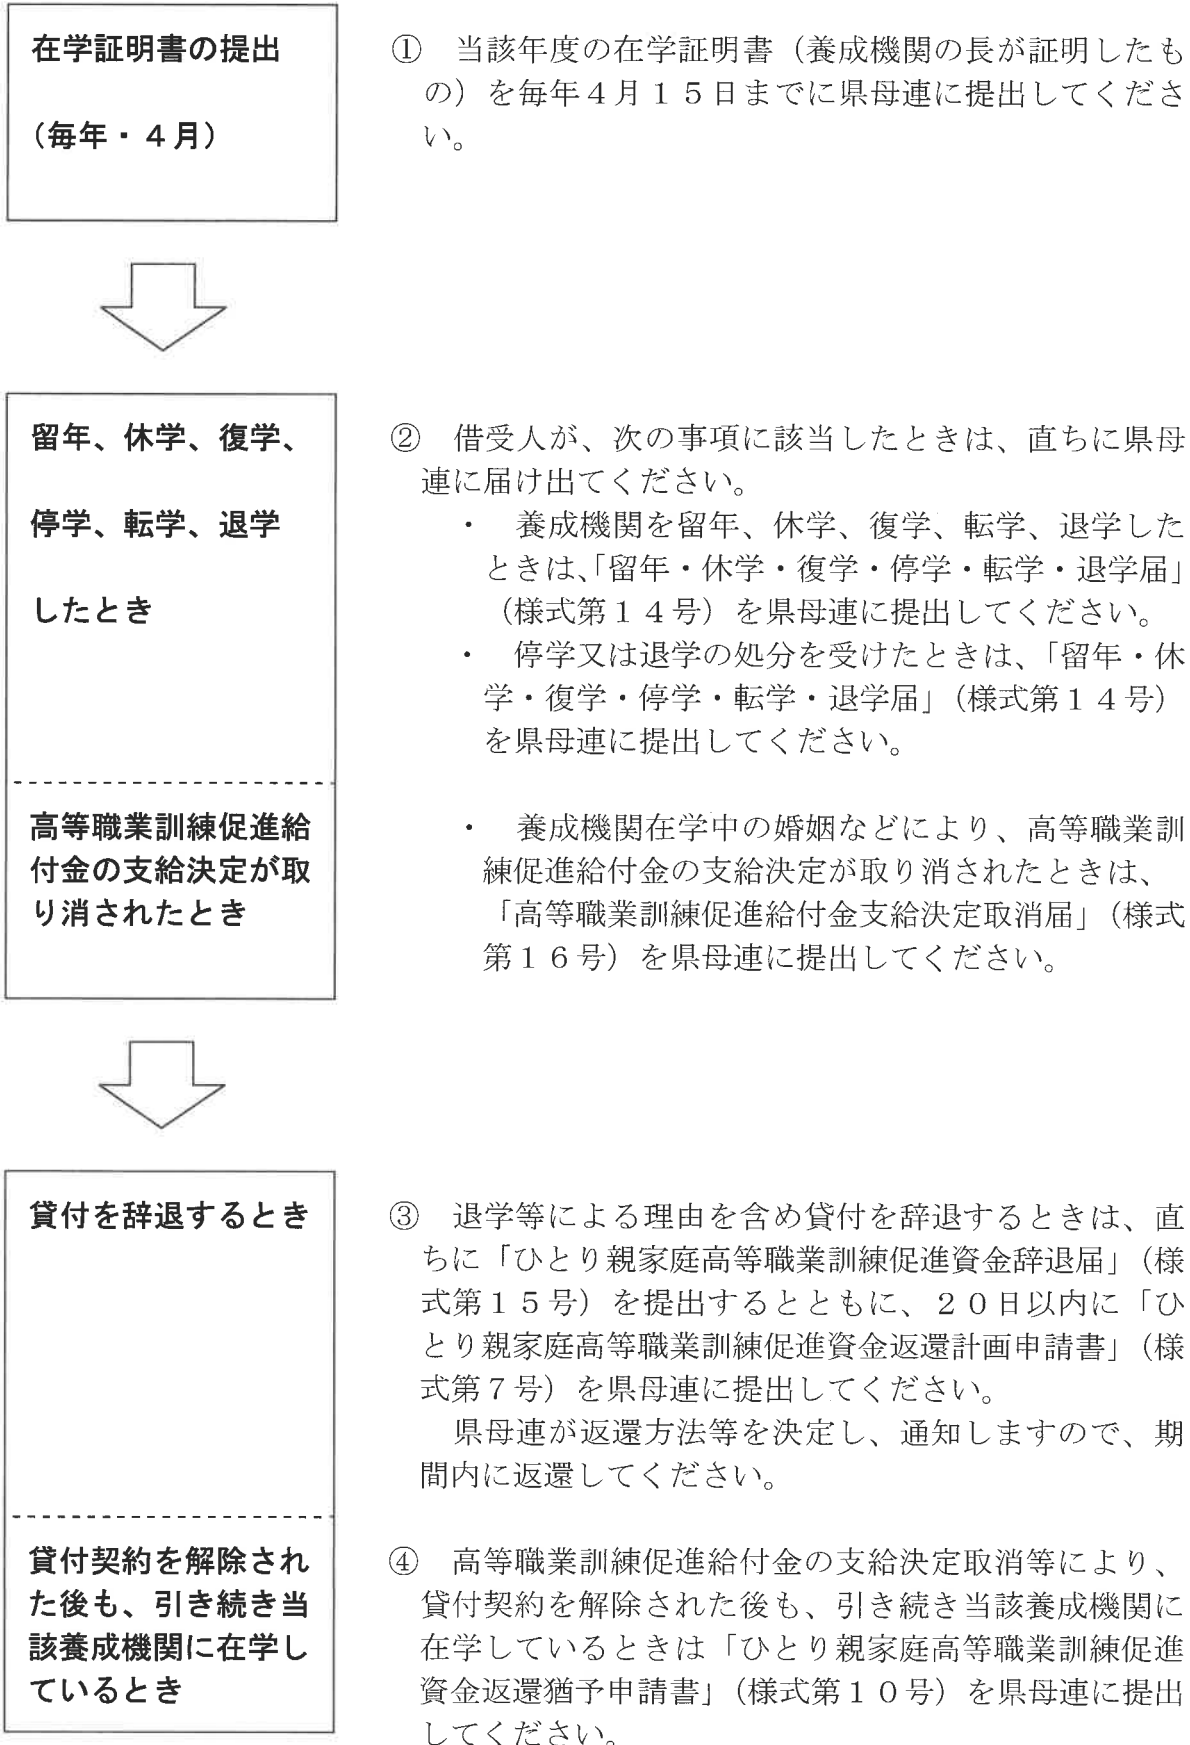 在学証明書の提出
（毎年・４月）
① 当該年度の在学証明書（養成機関の長が証明したも
の）を毎年４月１５日までに県母連に提出してくださ
い。
留年、休学、復学、
停学、転学、退学
したとき
② 借受人が、次の事項に該当したときは、直ちに県母
連に届け出てください。
・ 養成機関を留年、休学、復学、転学、退学した
ときは、「留年・休学・復学・停学・転学・退学届」
（様式第１４号）を県母連に提出してください。
・ 停学又は退学の処分を受けたときは、「留年・休
学・復学・停学・転学・退学届」（様式第１４号）
を県母連に提出してください。
高等職業訓練促進給
付金の支給決定が取
り消されたとき
・ 養成機関在学中の婚姻などにより、高等職業訓
練促進給付金の支給決定が取り消されたときは、
「高等職業訓練促進給付金支給決定取消届」（様式
第１６号）を県母連に提出してください。
貸付を辞退するとき
③ 退学等による理由を含め貸付を辞退するときは、直
ちに「ひとり親家庭高等職業訓練促進資金辞退届」（様
式第１５号）を提出するとともに、２０日以内に「ひ
とり親家庭高等職業訓練促進資金返還計画申請書」（様
式第７号）を県母連に提出してください。
県母連が返還方法等を決定し、通知しますので、期
間内に返還してください。
貸付契約を解除され
た後も、引き続き当
該養成機関に在学し
ているとき
④ 高等職業訓練促進給付金の支給決定取消等により、
貸付契約を解除された後も、引き続き当該養成機関に
在学しているときは「ひとり親家庭高等職業訓練促進
資金返還猶予申請書」（様式第１０号）を県母連に提出
してください。